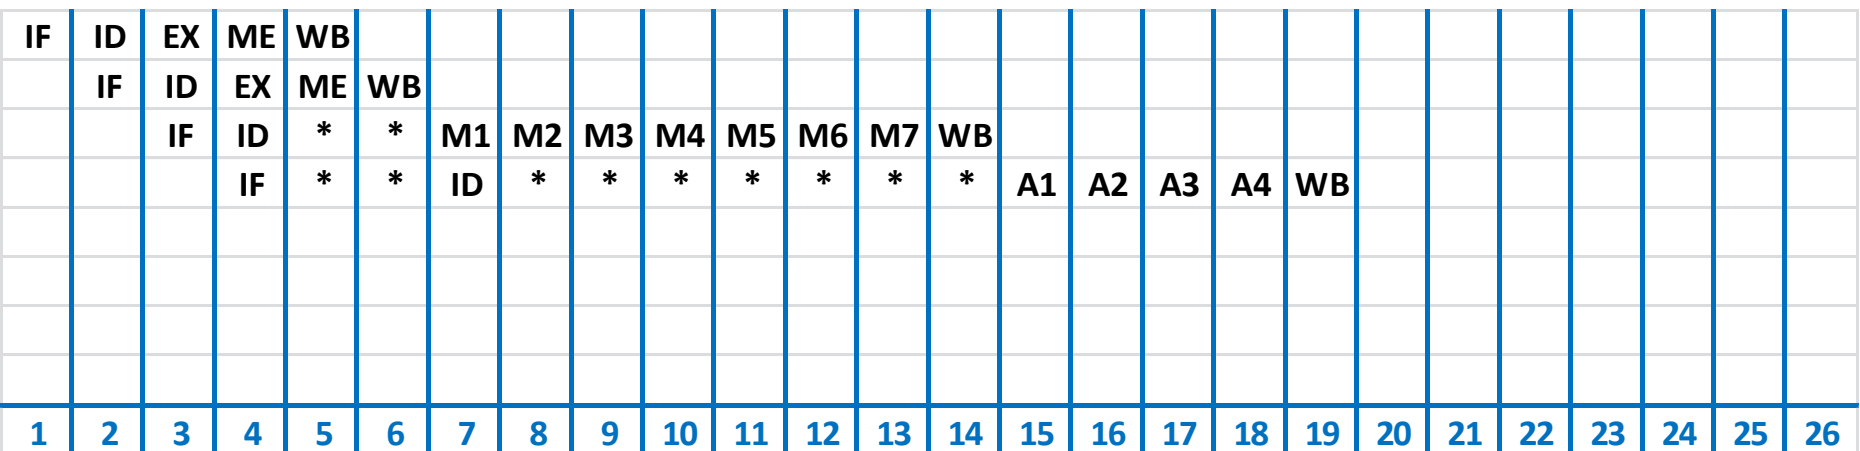 IF ID EX ME WB
IF ID EX ME WB
IF ID * * M1 M2 M3 M4 M5 M6 M7 WB
IF * * ID * * * * * * * A1 A2 A3 A4 WB
1 2 3 4 5 6 7 8 9 10 11 12 13 14 15 16 17 18 19 20 21 22 23 24 25 26